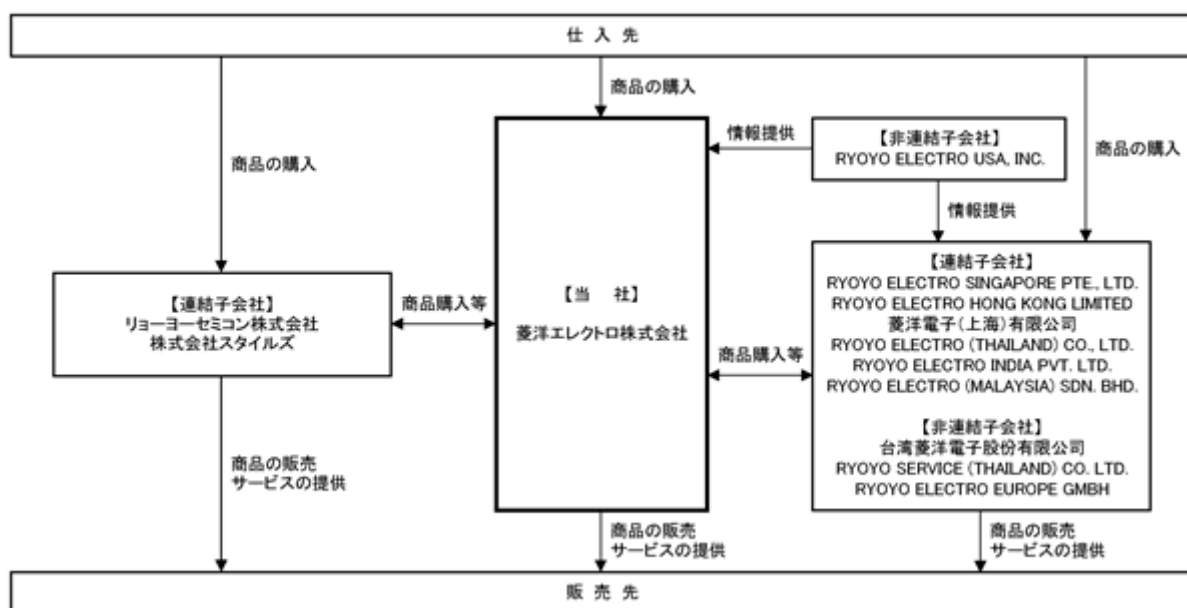 仕 入 先
商品の購入
商品の購入
商品の購入
情報提供
【非連結子会社】
RYOYO ELECTRO USA, INC.
情報提供
【連結子会社】
リョーヨーセミコン株式会社
株式会社スタイルズ
商品購入等
【当 社】
菱洋エレクトロ株式会社
商品購入等
【連結子会社】
RYOYO ELECTRO SINGAPORE PTE., LTD.
RYOYO ELECTRO HONG KONG LIMITED
菱洋電子(上海)有限公司
RYOYO ELECTRO (THAILAND) CO., LTD.
RYOYO ELECTRO INDIA PVT. LTD.
RYOYO ELECTRO (MALAYSIA) SDN. BHD.
【非連結子会社】
台湾菱洋電子股份有限公司
RYOYO SERVICE (THAILAND) CO. LTD.
RYOYO ELECTRO EUROPE GMBH
商品の販売
サービスの提供
商品の販売
サービスの提供
商品の販売
サービスの提供
販 売 先